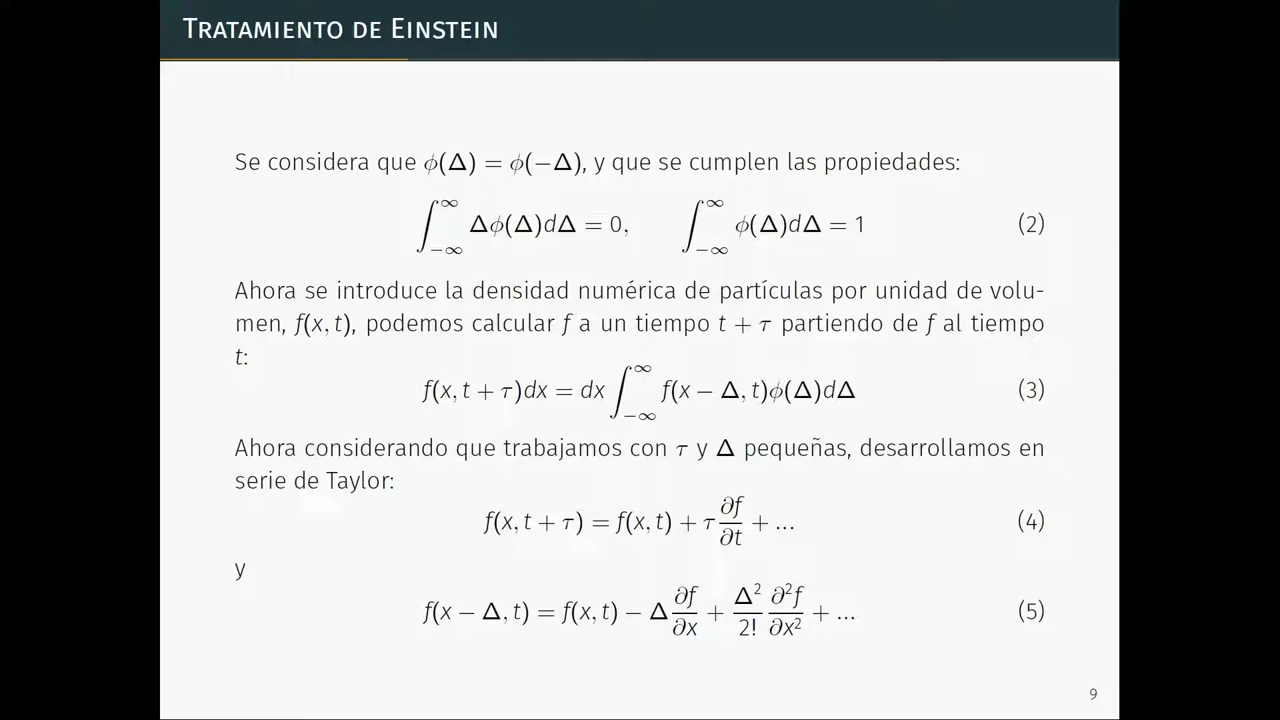 Tratamiento de Einstein
Se considera que ϕ(Δ) = ϕ(−Δ), y que se cumplen las propiedades:
∫_{−∞}^{∞} Δϕ(Δ)dΔ = 0, ∫_{−∞}^{∞} ϕ(Δ)dΔ = 1 (2)
Ahora se introduce la densidad numérica de partículas por unidad de volu-
men, f(x, t), podemos calcular f a un tiempo t + τ partiendo de f al tiempo
t:
f(x, t + τ)dx = dx ∫_{−∞}^{∞} f(x − Δ, t)ϕ(Δ)dΔ (3)
Ahora considerando que trabajamos con τ y Δ pequeñas, desarrollamos en
serie de Taylor:
f(x, t + τ) = f(x, t) + τ ∂f/∂t + ... (4)
y
f(x − Δ, t) = f(x, t) − Δ ∂f/∂x + Δ²/2! ∂²f/∂x² + ... (5)
9